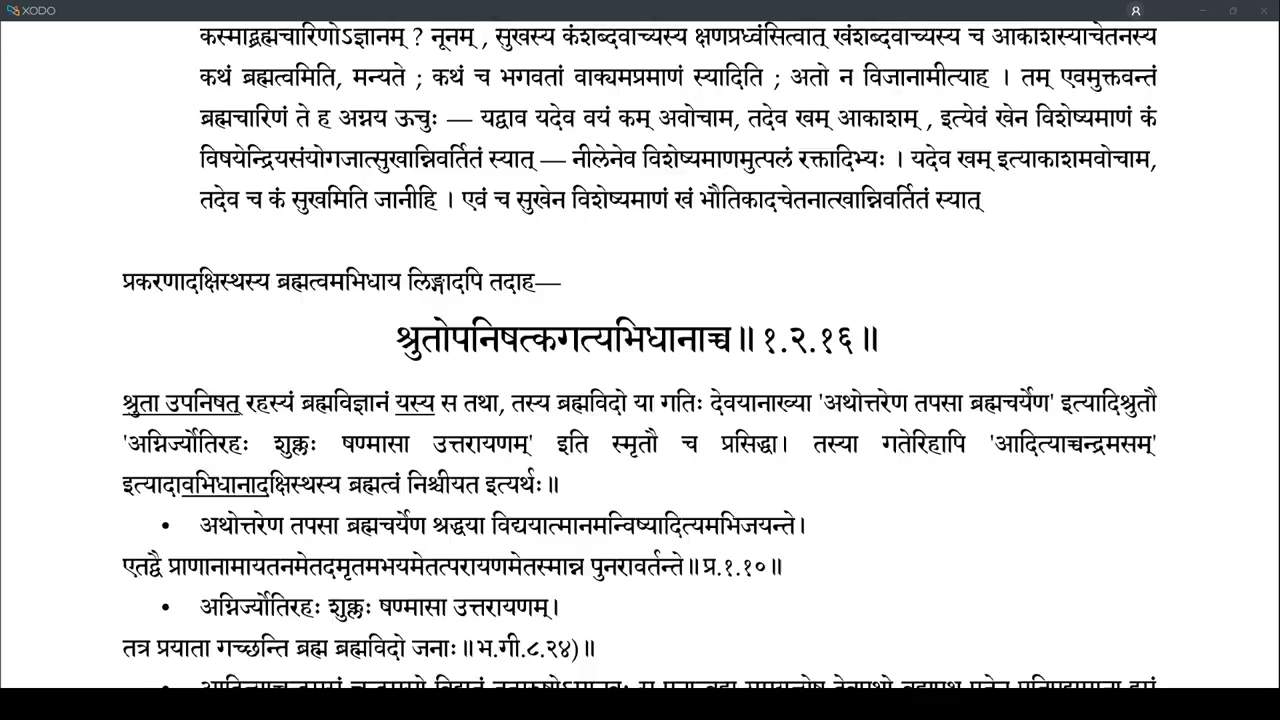 XODO
कस्माद्ब्रह्मचारिणोऽज्ञानम् ? नूनम् , सुखस्य कंशब्दवाच्यस्य क्षणप्रध्वंसित्वात् खंशब्दवाच्यस्य च आकाशस्याचेतनस्य
कथं ब्रह्मत्वमिति, मन्यते ; कथं च भगवतां वाक्यमप्रमाणं स्यादिति ; अतो न विजानामीत्याह । तम् एवमुक्तवन्तं
ब्रह्मचारिणं ते ह अग्नय ऊचुः — यद्वाव यदेव वयं कम् अवोचाम, तदेव खम् आकाशम् , इत्येवं खेन विशेष्यमाणं कं
विषयेन्द्रियसंयोगजात्सुखान्निवर्तितं स्यात् — नीलेनेव विशेष्यमाणमुत्पलं रक्तादिभ्यः । यदेव खम् इत्याकाशमवोचाम,
तदेव च कं सुखमिति जानीहि । एवं च सुखेन विशेष्यमाणं खं भौतिकादचेतनात्खान्निवर्तितं स्यात्
प्रकरणादक्षिस्थस्य ब्रह्मत्वमभिधाय लिङ्गादपि तदाह—
श्रुतोपनिषत्कगत्यभिधानाच्च॥१.२.१६॥
श्रुता उपनिषत् रहस्यं ब्रह्मविज्ञानं यस्य स तथा, तस्य ब्रह्मविदो या गतिः देवयानाख्या 'अथोत्तरेण तपसा ब्रह्मचर्येण' इत्यादिश्रुतौ
'अग्निर्ज्योतिरहः शुक्लः षण्मासा उत्तरायणम्' इति स्मृतौ च प्रसिद्धा। तस्या गतेरिहापि 'आदित्याच्चन्द्रमसम्'
इत्यादावभिधानादक्षिस्थस्य ब्रह्मत्वं निश्चीयत इत्यर्थः॥
• अथोत्तरेण तपसा ब्रह्मचर्येण श्रद्धया विद्ययात्मानमन्विष्यादित्यमभिजयन्ते।
एतद्वै प्राणानामायतनमेतदमृतमभयमेतत्परायणमेतस्मान्न पुनरावर्तन्ते॥प्र.१.१०॥
• अग्निर्ज्योतिरहः शुक्लः षण्मासा उत्तरायणम्।
तत्र प्रयाता गच्छन्ति ब्रह्म ब्रह्मविदो जनाः॥भ.गी.८.२४)॥